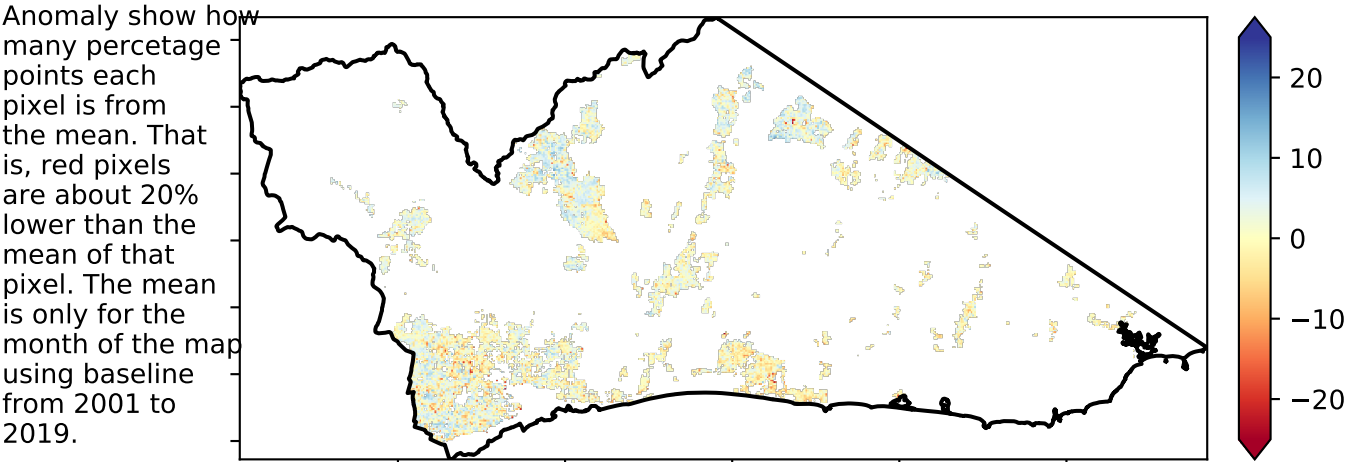 Anomaly show how
many percetage
points each
pixel is from
the mean. That
is, red pixels
are about 20%
lower than the
mean of that
pixel. The mean
is only for the
month of the map
using baseline
from 2001 to
2019.
20
10
0
−10
−20